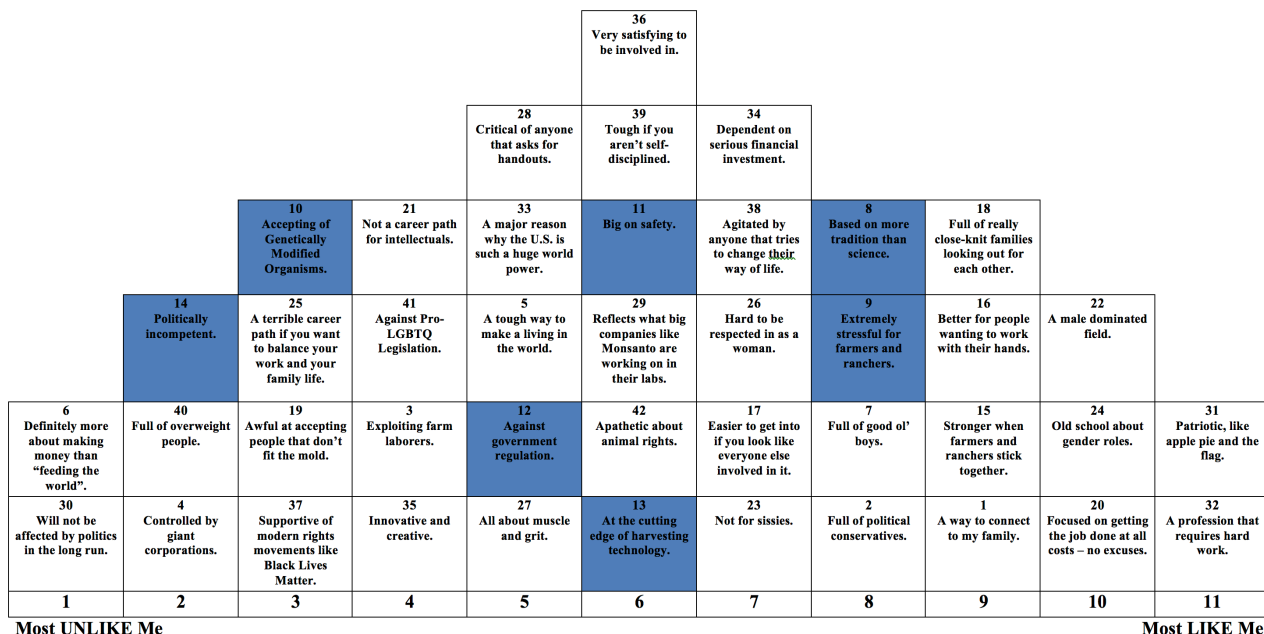 36
Very satisfying to
be involved in.
28
Critical of anyone
that asks for
handouts.
39
Tough if you
aren't self-
disciplined.
34
Dependent on
serious financial
investment.
10
Accepting of
Genetically
Modified
Organisms.
21
Not a career path
for intellectuals.
33
A major reason
why the U.S. is
such a huge world
power.
11
Big on safety.
38
Agitated by
anyone that tries
to change their
way of life.
8
Based on more
tradition than
science.
18
Full of really
close-knit families
looking out for
each other.
14
Politically
incompetent.
25
A terrible career
path if you want
to balance your
work and your
family life.
41
Against Pro-
LGBTQ
Legislation.
5
A tough way to
make a living in
the world.
29
Reflects what big
companies like
Monsanto are
working on in
their labs.
26
Hard to be
respected in as a
woman.
9
Extremely
stressful for
farmers and
ranchers.
16
Better for people
wanting to work
with their hands.
22
A male dominated
field.
6
Definitely more
about making
money than
“feeding the
world”.
40
Full of overweight
people.
19
Awful at accepting
people that don't
fit the mold.
3
Exploiting farm
laborers.
12
Against
government
regulation.
42
Apathetic about
animal rights.
17
Easier to get into
if you look like
everyone else
involved in it.
7
Full of good ol'
boys.
15
Stronger when
farmers and
ranchers stick
together.
24
Old school about
gender roles.
31
Patriotic, like
apple pie and the
flag.
30
Will not be
affected by politics
in the long run.
4
Controlled by
giant
corporations.
37
Supportive of
modern rights
movements like
Black Lives
Matter.
35
Innovative and
creative.
27
All about muscle
and grit.
13
At the cutting
edge of harvesting
technology.
23
Not for sissies.
2
Full of political
conservatives.
1
A way to connect
to my family.
20
Focused on getting
the job done at all
costs – no excuses.
32
A profession that
requires hard
work.
1 2 3 4 5 6 7 8 9 10 11
Most UNLIKE Me Most LIKE Me